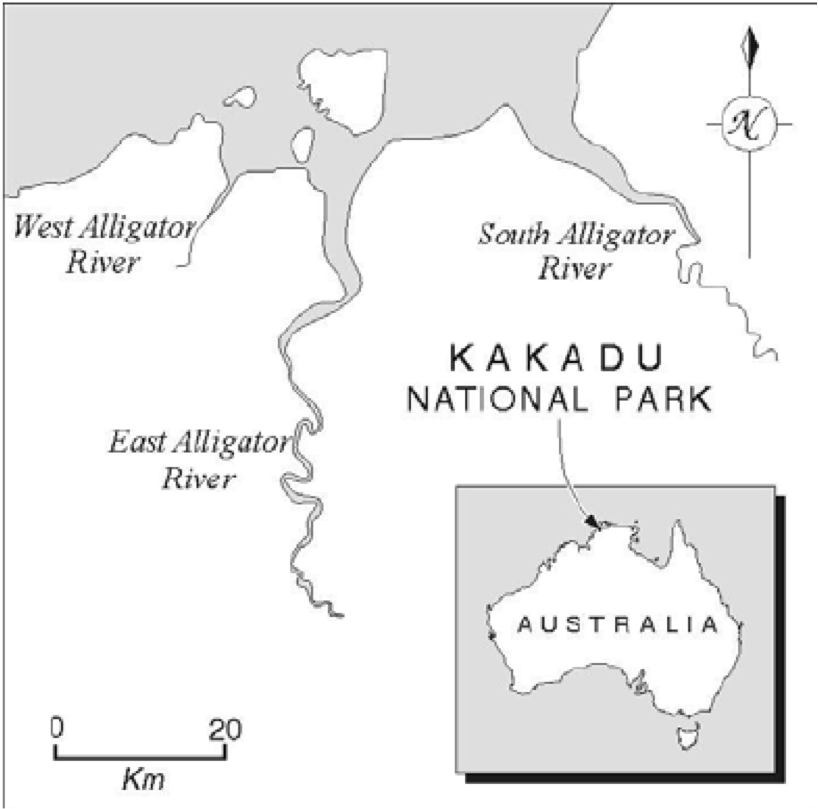 N
West Alligator
River
South Alligator
River
KAKADU
NATIONAL PARK
East Alligator
River
AUSTRALIA
0 20
Km